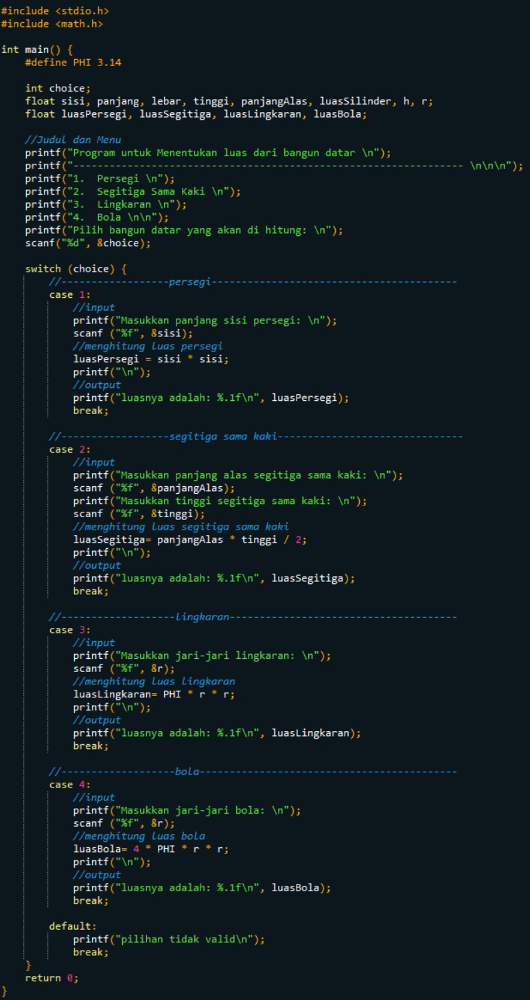 #include <stdio.h>
#include <math.h>

int main() {
    #define PHI 3.14

    int choice;
    float sisi, panjang, lebar, tinggi, panjangAlas, luasSilinder, h, r;
    float luasPersegi, luasSegitiga, luasLingkaran, luasBola;

    //Judul dan Menu
    printf("Program untuk Menentukan luas dari bangun datar \n");
    printf("----------------------------------------------------------------- \n\n\n");
    printf("1.  Persegi \n");
    printf("2.  Segitiga Sama Kaki \n");
    printf("3.  Lingkaran \n");
    printf("4.  Bola \n\n");
    printf("Pilih bangun datar yang akan di hitung: \n");
    scanf("%d", &choice);

    switch (choice) {
        //------------------persegi-----------------------------------------
        case 1:
            //input
            printf("Masukkan panjang sisi persegi: \n");
            scanf ("%f", &sisi);
            //menghitung luas persegi
            luasPersegi = sisi * sisi;
            printf("\n");
            //output
            printf("luasnya adalah: %.1f\n", luasPersegi);
            break;

        //------------------segitiga sama kaki-------------------------------
        case 2:
            //input
            printf("Masukkan panjang alas segitiga sama kaki: \n");
            scanf ("%f", &panjangAlas);
            printf("Masukkan tinggi segitiga sama kaki: \n");
            scanf ("%f", &tinggi);
            //menghitung luas segitiga sama kaki
            luasSegitiga= panjangAlas * tinggi / 2;
            printf("\n");
            //output
            printf("luasnya adalah: %.1f\n", luasSegitiga);
            break;

        //-------------------lingkaran--------------------------------------
        case 3:
            //input
            printf("Masukkan jari-jari lingkaran: \n");
            scanf ("%f", &r);
            //menghitung luas lingkaran
            luasLingkaran= PHI * r * r;
            printf("\n");
            //output
            printf("luasnya adalah: %.1f\n", luasLingkaran);
            break;

        //-------------------bola-------------------------------------------
        case 4:
            //input
            printf("Masukkan jari-jari bola: \n");
            scanf ("%f", &r);
            //menghitung luas bola
            luasBola= 4 * PHI * r * r;
            printf("\n");
            //output
            printf("luasnya adalah: %.1f\n", luasBola);
            break;

        default:
            printf("pilihan tidak valid\n");
            break;
    }
    return 0;
}